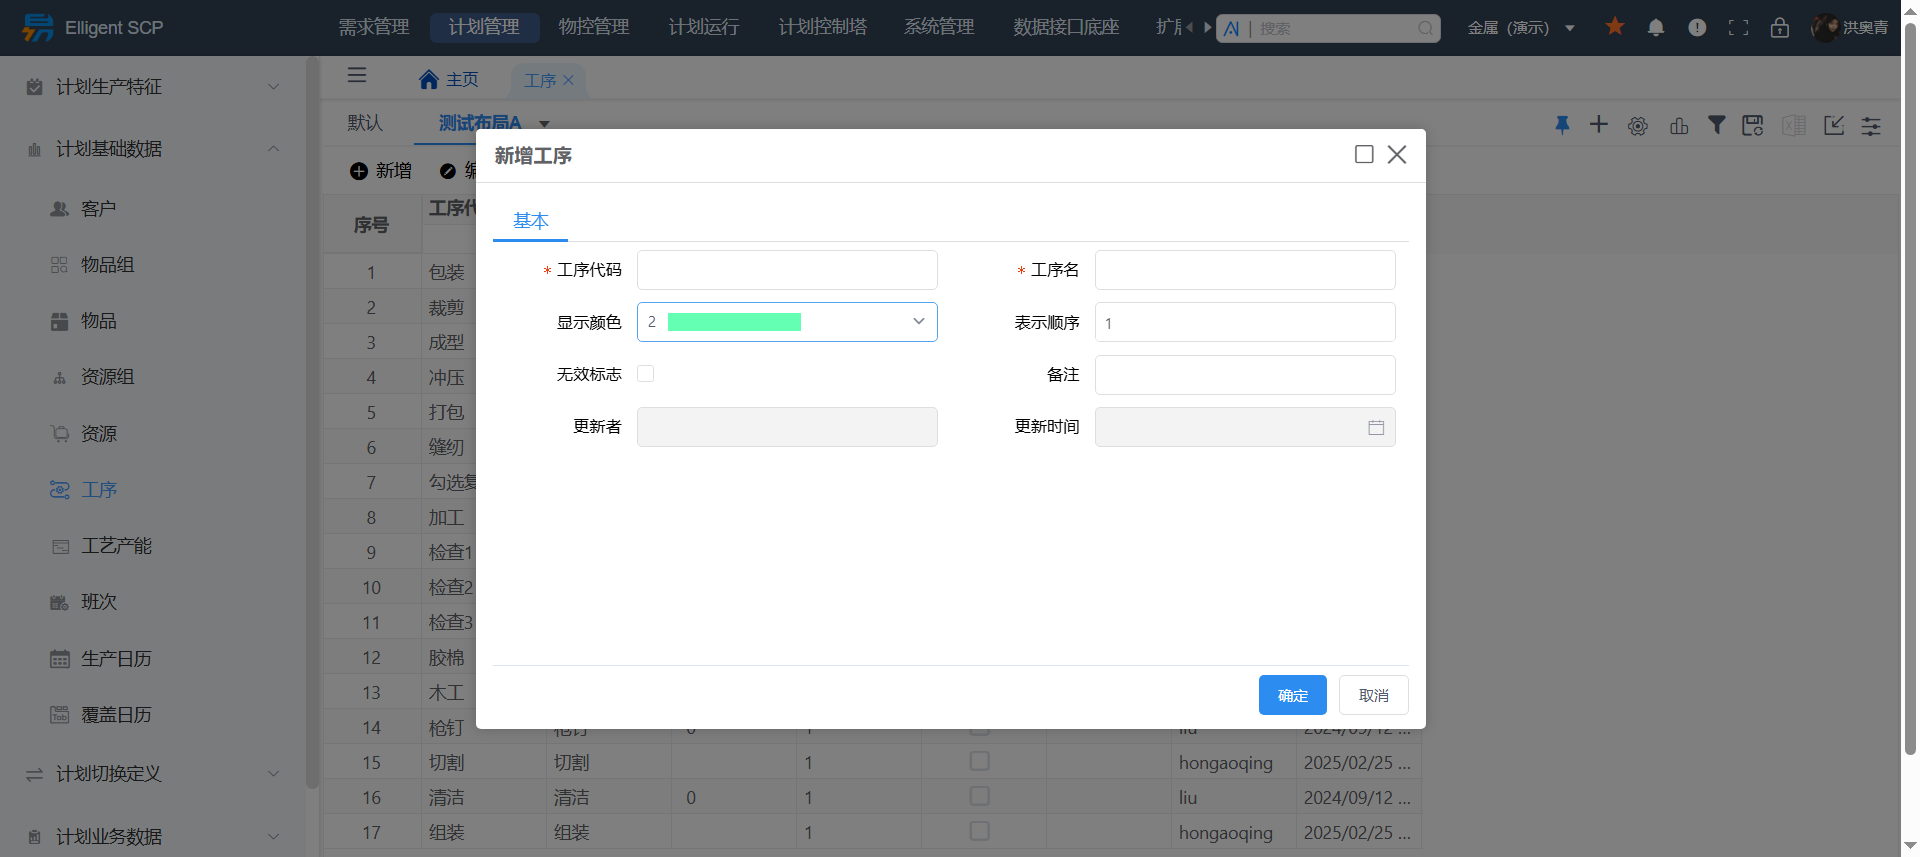 Elligent SCP
需求管理 计划管理 物控管理 计划运行 计划控制塔 系统管理 数据接口底座
搜索
金属（演示）
洪奥青
计划生产特征
计划基础数据
客户
物品组
物品
资源组
资源
工序
工艺产能
班次
生产日历
覆盖日历
计划切换定义
计划业务数据
主页 工序
默认 测试布局A
新增
序号 工序代
1 包装
2 裁剪
3 成型
4 冲压
5 打包
6 缝纫
7 勾选复
8 加工
9 检查1
10 检查2
11 检查3
12 胶棉
13 木工
14 枪钉 枪钉 0 1 liu 2024/09/12 ...
15 切割 切割 1 hongaoqing 2025/02/25 ...
16 清洁 清洁 0 1 liu 2024/09/12 ...
17 组装 组装 1 hongaoqing 2025/02/25 ...
新增工序
基本
* 工序代码 * 工序名
显示颜色 2 表示顺序 1
无效标志 备注
更新者 更新时间
确定 取消